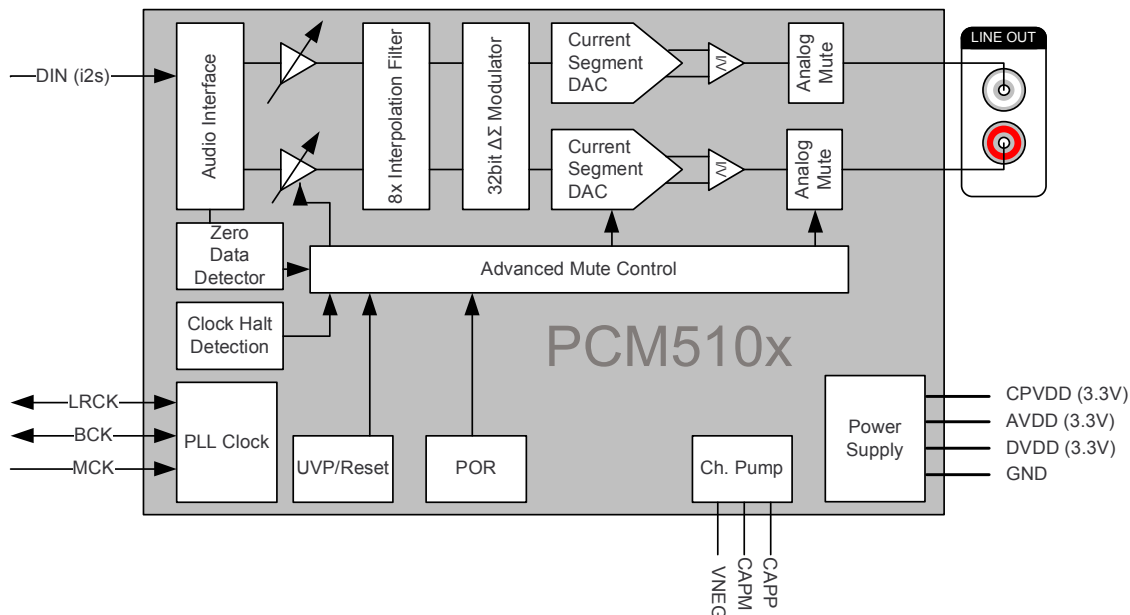 LINE OUT
DIN (i2s)
Audio Interface
8x Interpolation Filter
32bit ΔΣ Modulator
Current
Segment
DAC
I/V
Analog
Mute
Current
Segment
DAC
I/V
Analog
Mute
Zero
Data
Detector
Advanced Mute Control
Clock Halt
Detection
PCM510x
LRCK
BCK
MCK
PLL Clock
UVP/Reset
POR
Ch. Pump
Power
Supply
CPVDD (3.3V)
AVDD (3.3V)
DVDD (3.3V)
GND
VNEG
CAPM
CAPP